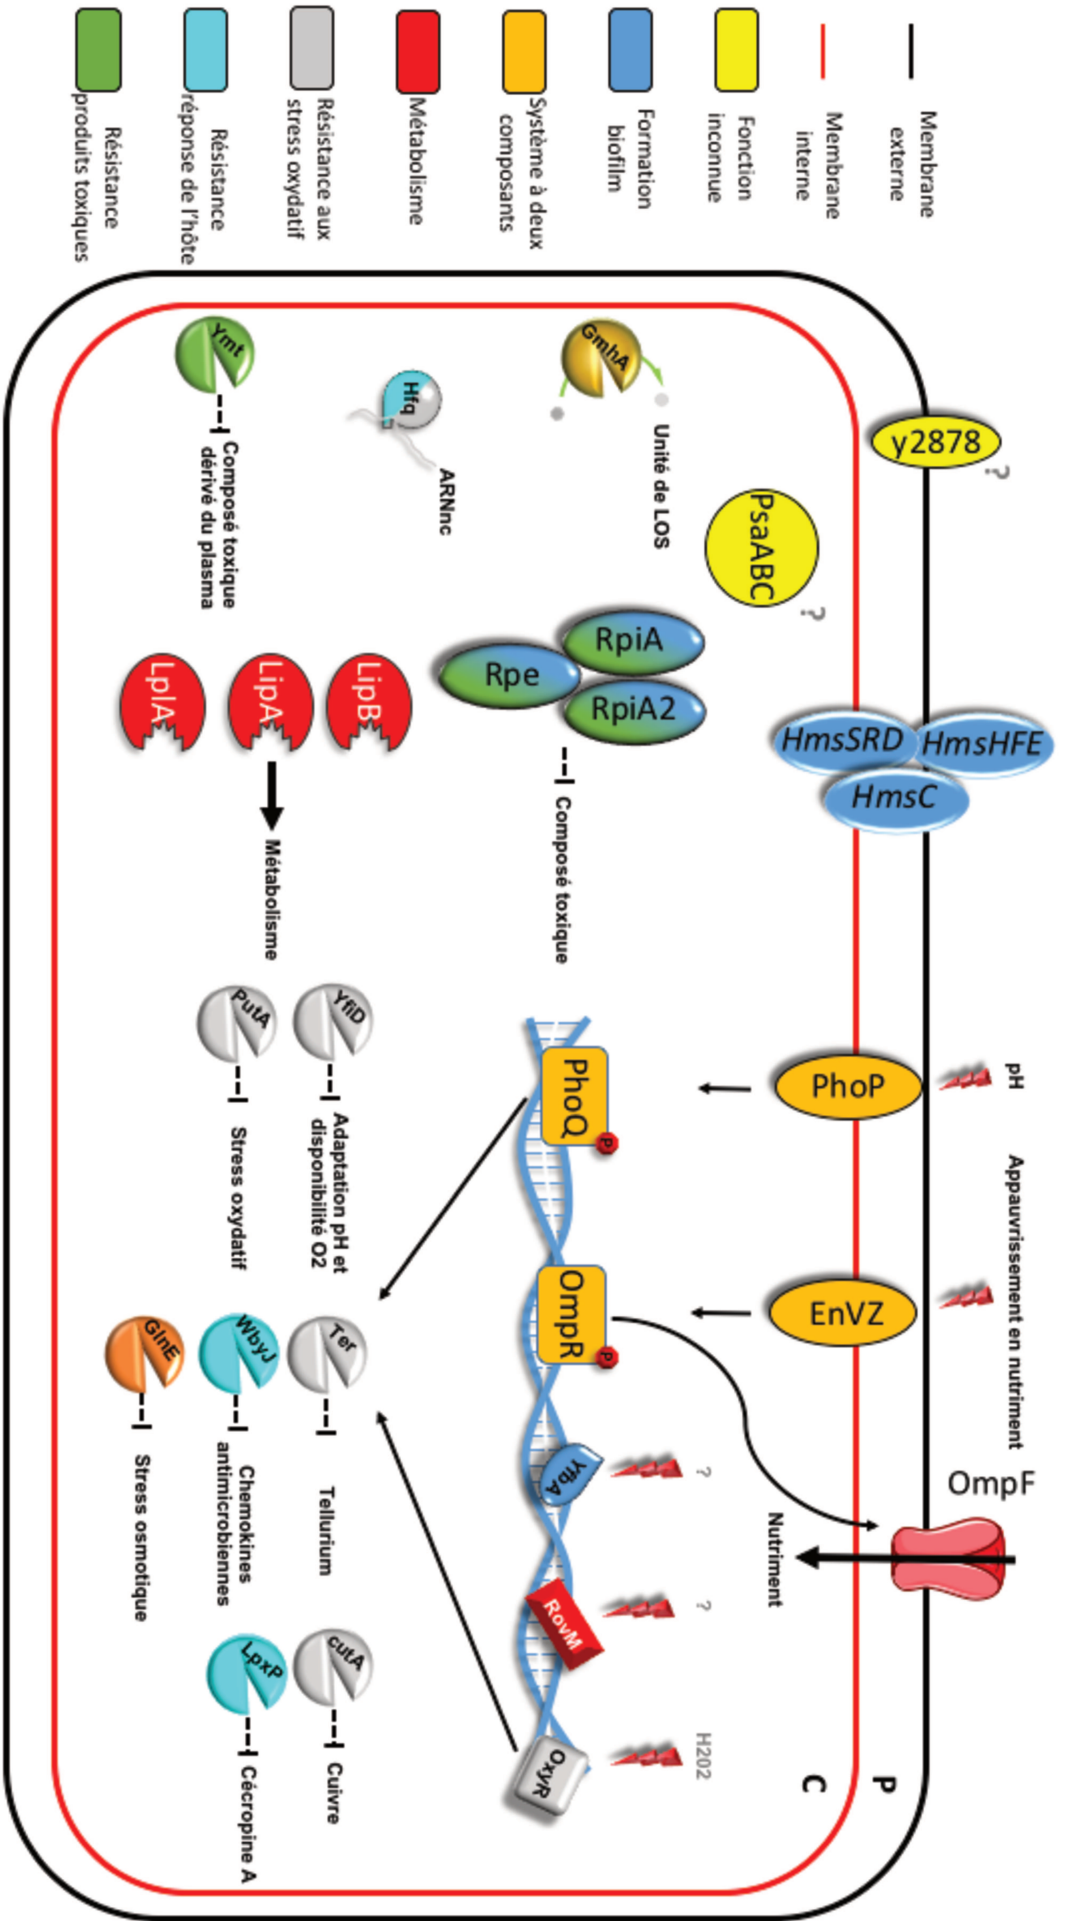 Membrane
externe
Membrane
interne
Fonction
inconnue
Formation
biofilm
Système à deux
composants
Métabolisme
Résistance aux
stress oxydatif
Résistance
réponse de l'hôte
Résistance
produits toxiques
y2878
?
PsaABC
?
HmsSRD
HmsHFE
HmsC
pH
PhoP
Appauvrissement en nutriment
EnVZ
OmpF
Nutriment
P
C
GmhA
Unité de LOS
RpiA
RpiA2
Rpe
Composé toxique
PhoQ
P
OmpR
P
YfbA
?
RovM
?
OxyR
H202
Hfq
ARNnc
Ymt
Composé toxique
dérivé du plasma
LipB
LipA
LplA
Métabolisme
YfiD
Adaptation pH et
disponibilité O2
PutA
Stress oxydatif
Ter
Tellurium
WbyJ
Chemokines
antimicrobiennes
GlnE
Stress osmotique
cutA
Cuivre
LpxP
Cécropine A